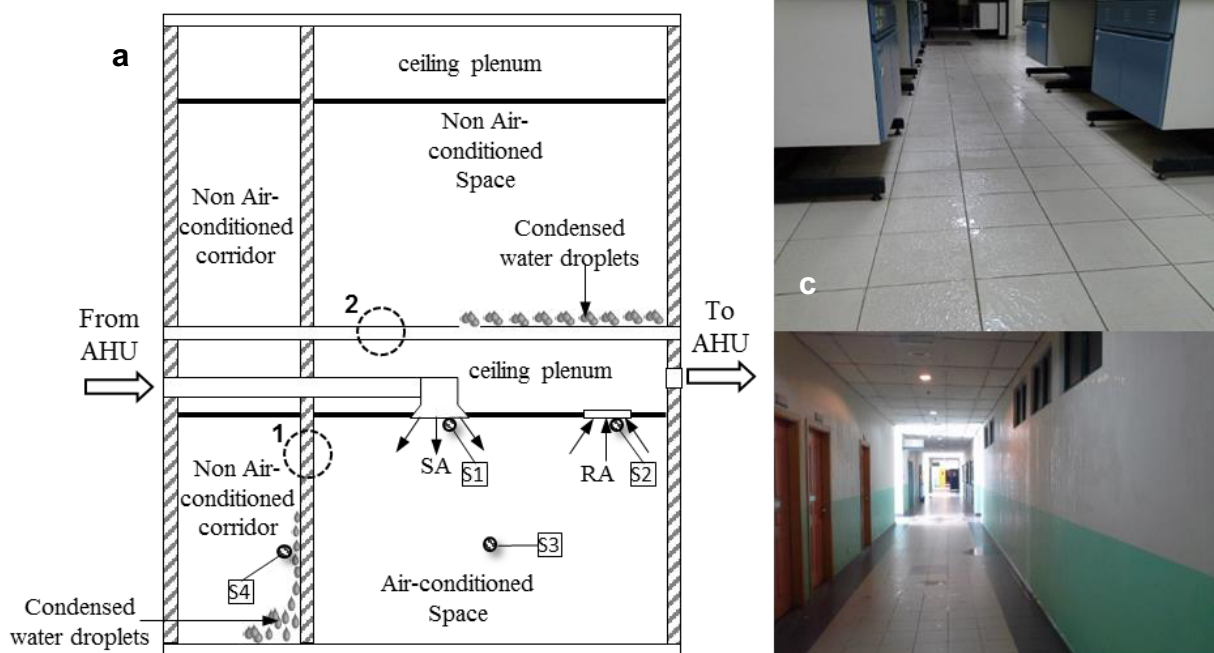 a
ceiling plenum
Non Air-
conditioned
Space
Non Air-
conditioned
corridor
Condensed
water droplets
From
AHU
2
To
AHU
ceiling plenum
1
Non Air-
conditioned
corridor
SA
S1
RA
S2
S3
S4
Air-conditioned
Space
Condensed
water droplets
c